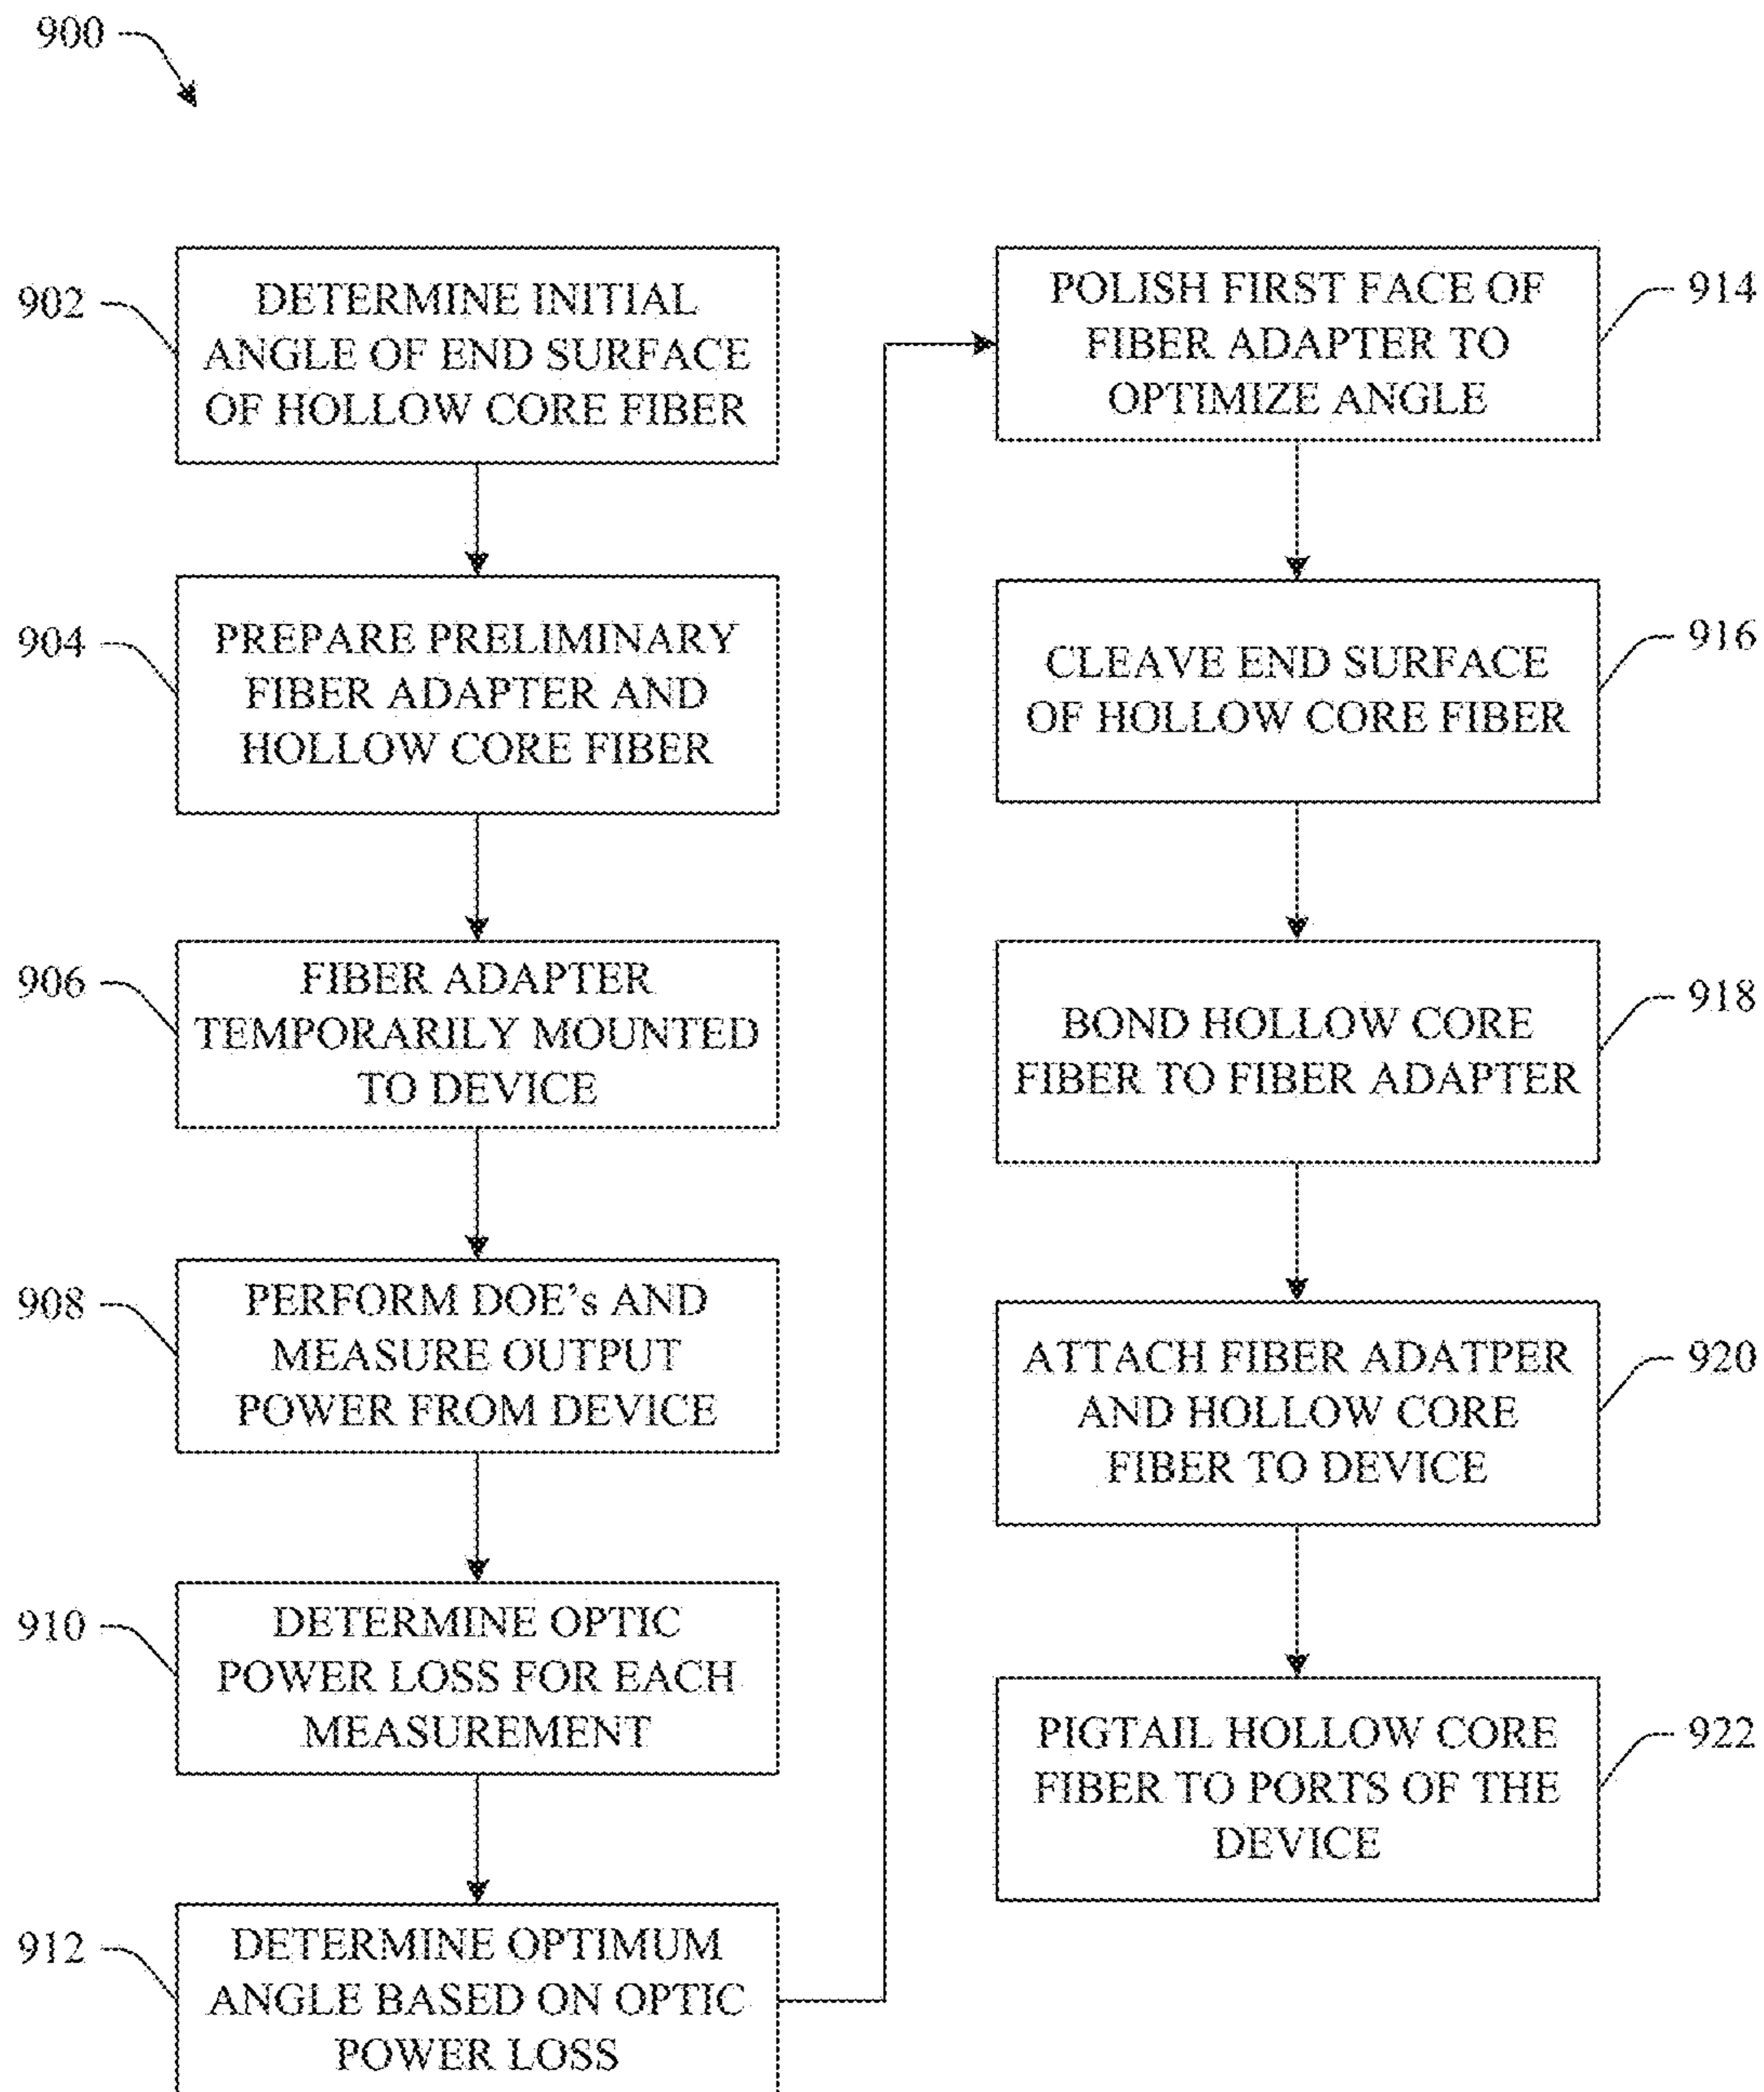 900
902
DETERMINE INITIAL
ANGLE OF END SURFACE
OF HOLLOW CORE FIBER
904
PREPARE PRELIMINARY
FIBER ADAPTER AND
HOLLOW CORE FIBER
906
FIBER ADAPTER
TEMPORARILY MOUNTED
TO DEVICE
908
PERFORM DOE's AND
MEASURE OUTPUT
POWER FROM DEVICE
910
DETERMINE OPTIC
POWER LOSS FOR EACH
MEASUREMENT
912
DETERMINE OPTIMUM
ANGLE BASED ON OPTIC
POWER LOSS
914
POLISH FIRST FACE OF
FIBER ADAPTER TO
OPTIMIZE ANGLE
916
CLEAVE END SURFACE
OF HOLLOW CORE FIBER
918
BOND HOLLOW CORE
FIBER TO FIBER ADAPTER
920
ATTACH FIBER ADATPER
AND HOLLOW CORE
FIBER TO DEVICE
922
PIGTAIL HOLLOW CORE
FIBER TO PORTS OF THE
DEVICE